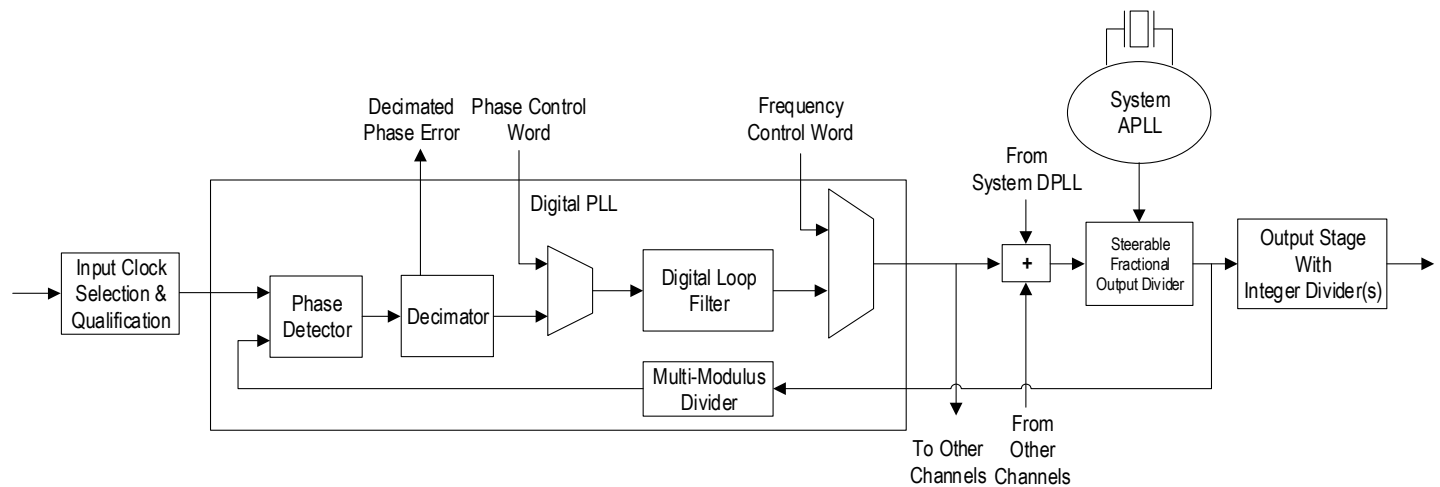 System
APLL
Decimated
Phase Error
Phase Control
Word
Frequency
Control Word
From
System DPLL
Digital PLL
Input Clock
Selection &
Qualification
Phase
Detector
Decimator
Digital Loop
Filter
+
Steerable
Fractional
Output Divider
Output Stage
With
Integer Divider(s)
Multi-Modulus
Divider
To Other
Channels
From
Other
Channels